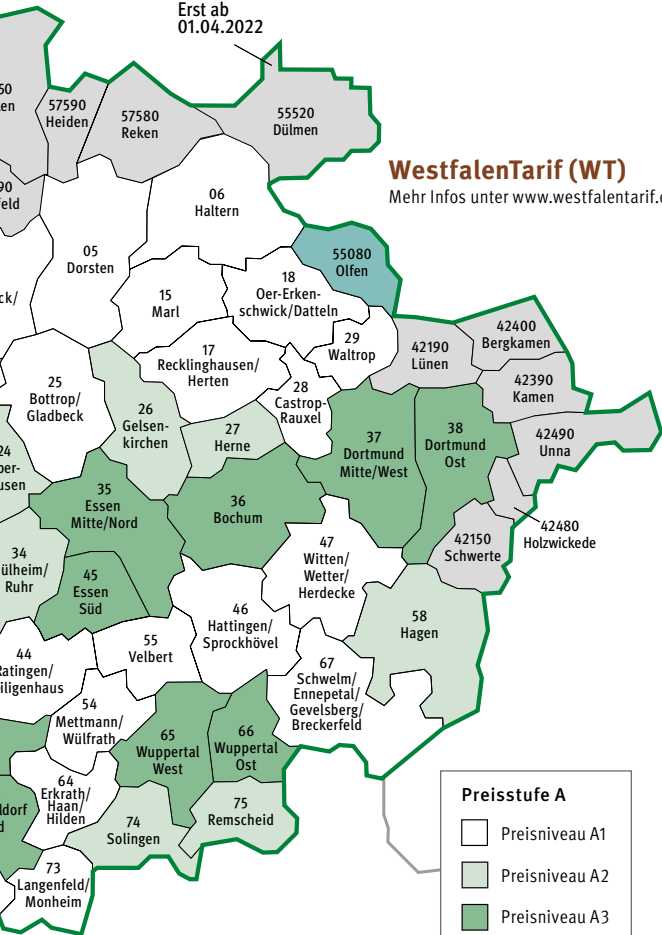 Erst ab
01.04.2022
57590
Heiden
57580
Reken
55520
Dülmen
WestfalenTarif (WT)
Mehr Infos unter www.westfalentarif.
06
Haltern
05
Dorsten
55080
Olfen
15
Marl
18
Oer-Erken-
schwick/Datteln
29
Waltrop
17
Recklinghausen/
Herten
42190
Lünen
42400
Bergkamen
42390
Kamen
25
Bottrop/
Gladbeck
26
Gelsen-
kirchen
28
Castrop-
Rauxel
27
Herne
37
Dortmund
Mitte/West
38
Dortmund
Ost
42490
Unna
24
35
Essen
Mitte/Nord
36
Bochum
42480
Holzwickede
42150
Schwerte
34
ülheim/
Ruhr
45
Essen
Süd
47
Witten/
Wetter/
Herdecke
46
Hattingen/
Sprockhövel
58
Hagen
44
Ratingen/
iligenhaus
55
Velbert
67
Schwelm/
Ennepetal/
Gevelsberg/
Breckerfeld
54
Mettmann/
Wülfrath
65
Wuppertal
West
66
Wuppertal
Ost
64
Erkrath/
Haan/
Hilden
74
Solingen
75
Remscheid
73
Langenfeld/
Monheim
Preisstufe A
Preisniveau A1
Preisniveau A2
Preisniveau A3